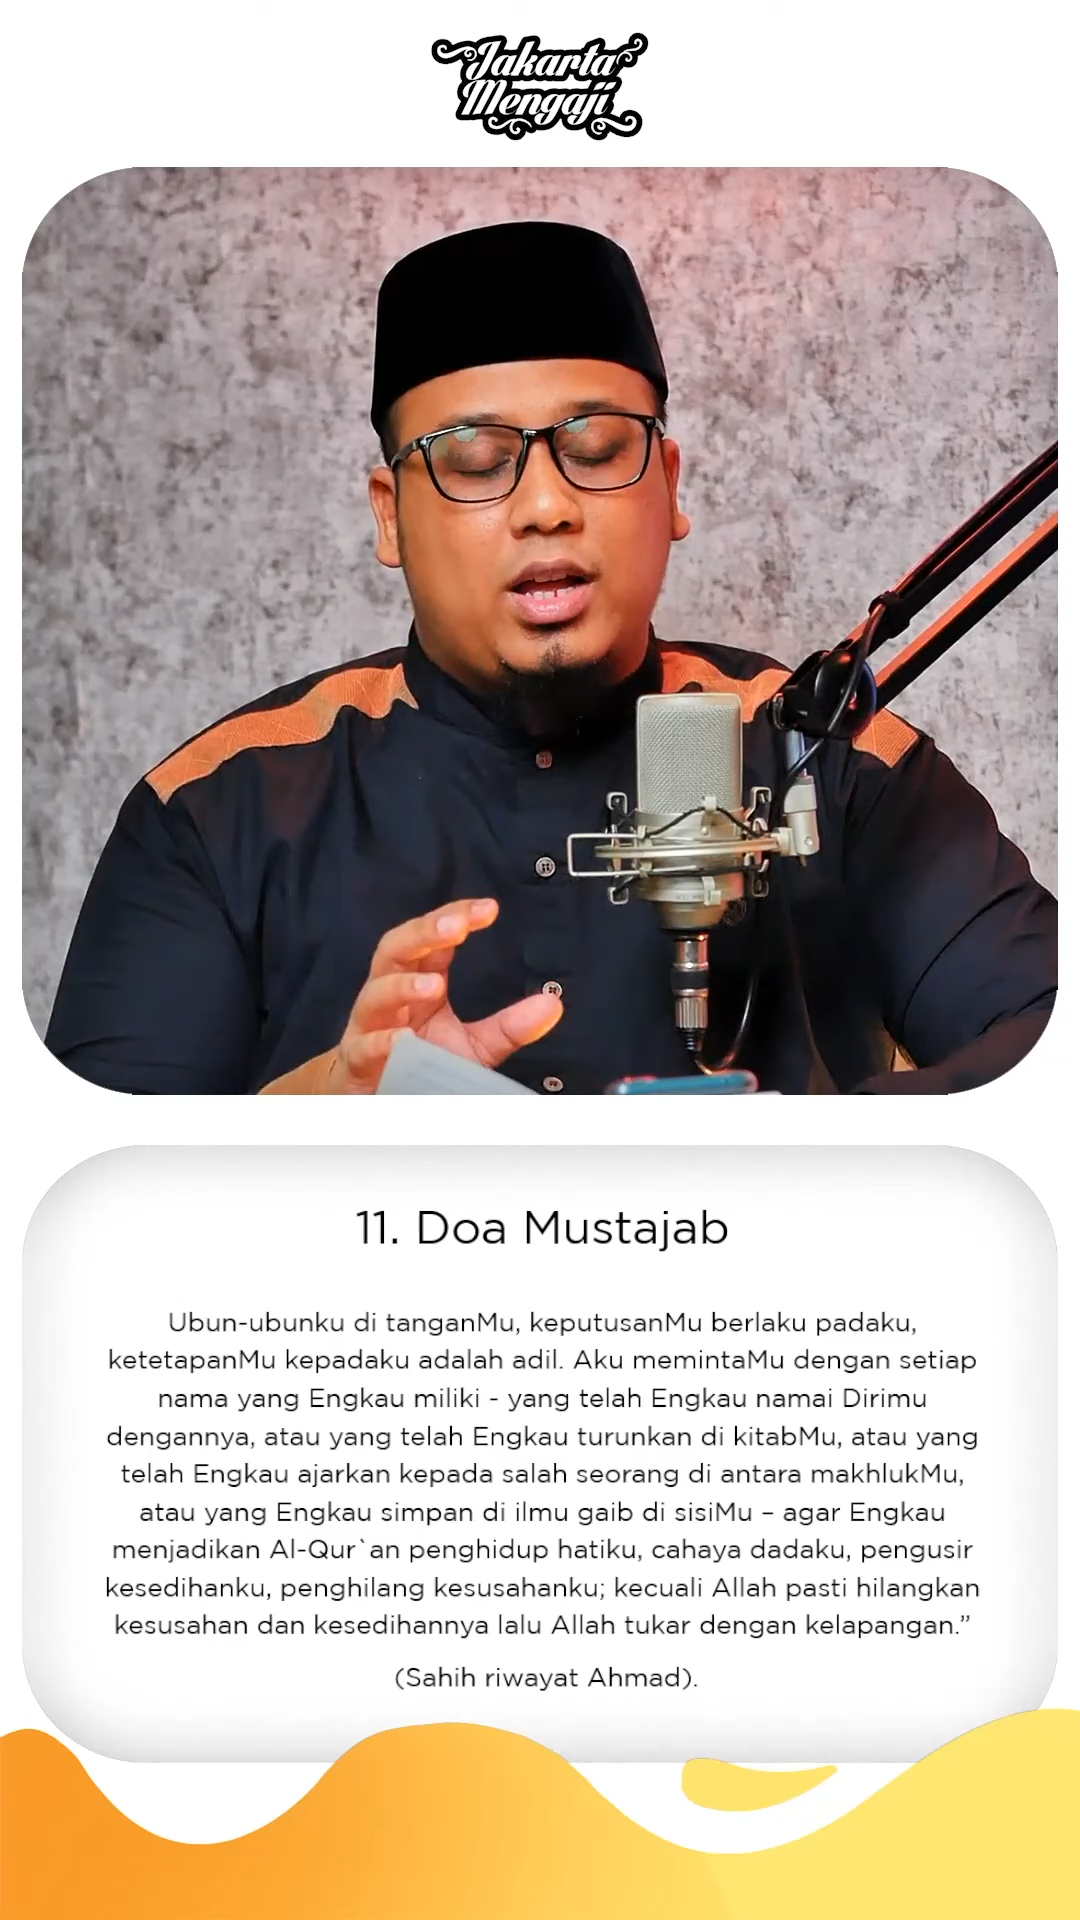 Jakarta
Mengaji
11. Doa Mustajab
Ubun-ubunku di tanganMu, keputusanMu berlaku padaku,
ketetapanMu kepadaku adalah adil. Aku memintaMu dengan setiap
nama yang Engkau miliki - yang telah Engkau namai Dirimu
dengannya, atau yang telah Engkau turunkan di kitabMu, atau yang
telah Engkau ajarkan kepada salah seorang di antara makhlukMu,
atau yang Engkau simpan di ilmu gaib di sisiMu – agar Engkau
menjadikan Al-Qur`an penghidup hatiku, cahaya dadaku, pengusir
kesedihanku, penghilang kesusahanku; kecuali Allah pasti hilangkan
kesusahan dan kesedihannya lalu Allah tukar dengan kelapangan.”
(Sahih riwayat Ahmad).